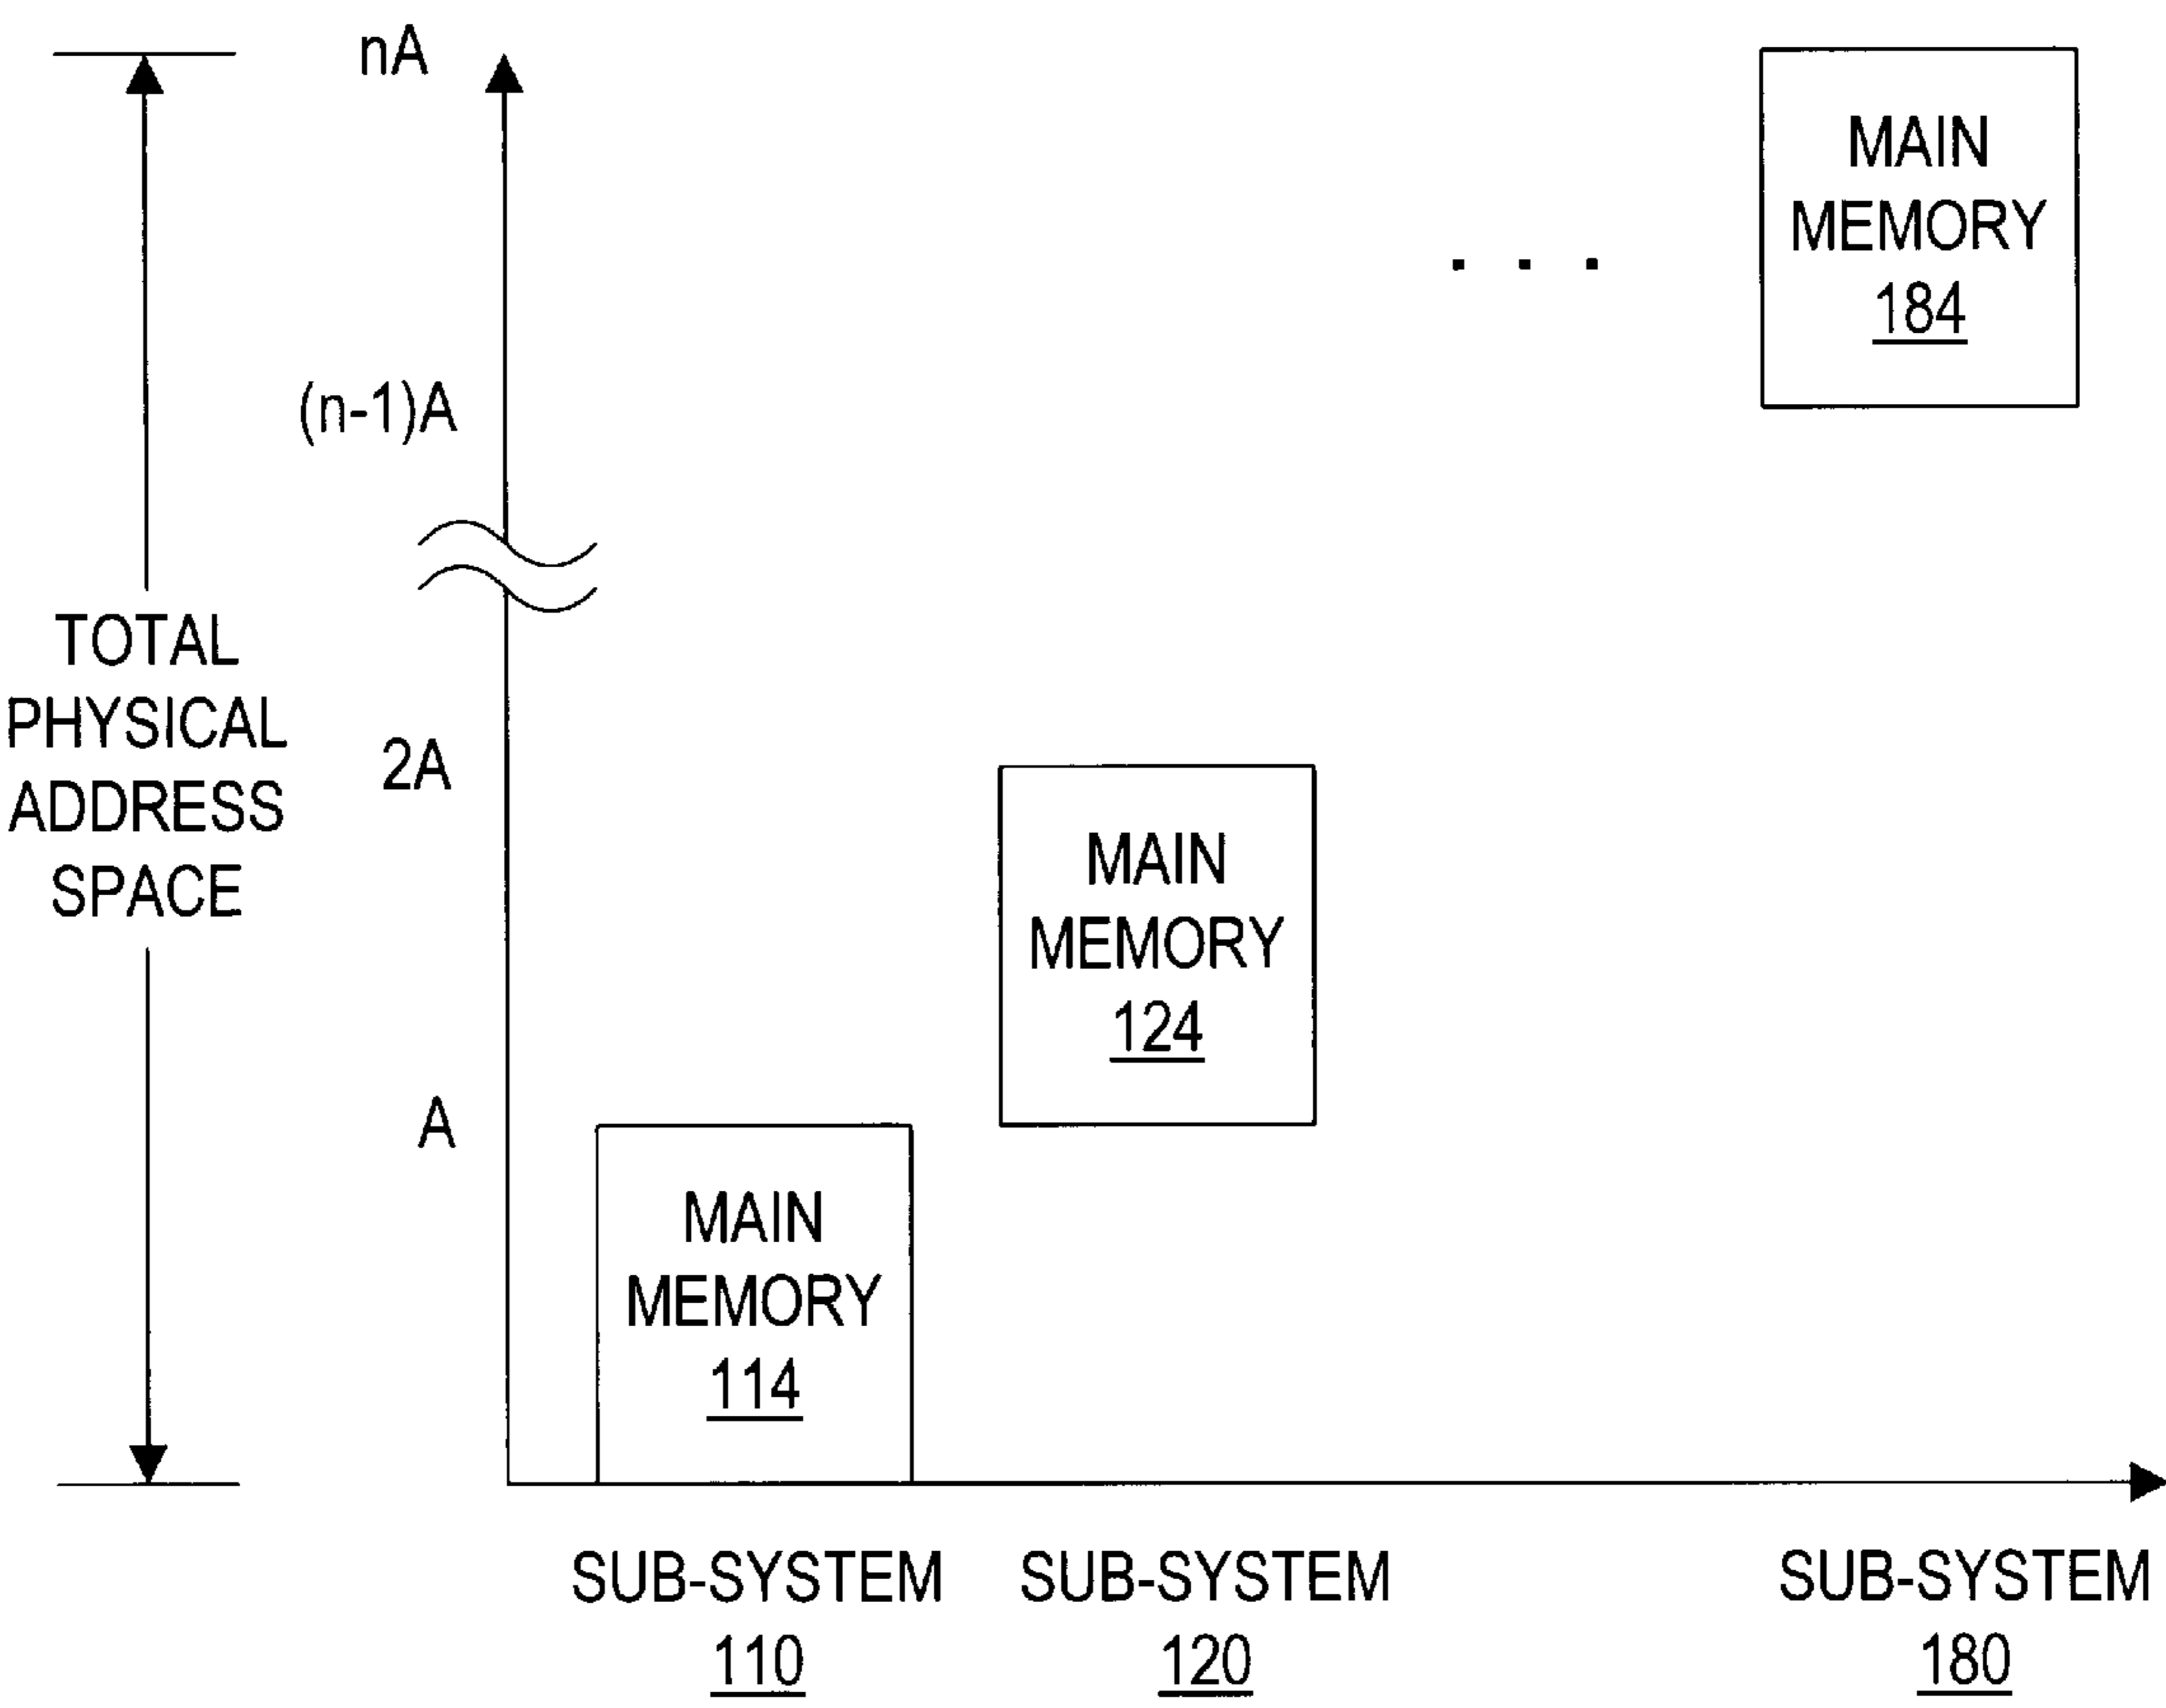 nA
MAIN
MEMORY
184
(n-1)A
TOTAL
PHYSICAL
ADDRESS
SPACE
2A
MAIN
MEMORY
124
A
MAIN
MEMORY
114
SUB-SYSTEM
110
SUB-SYSTEM
120
SUB-SYSTEM
180